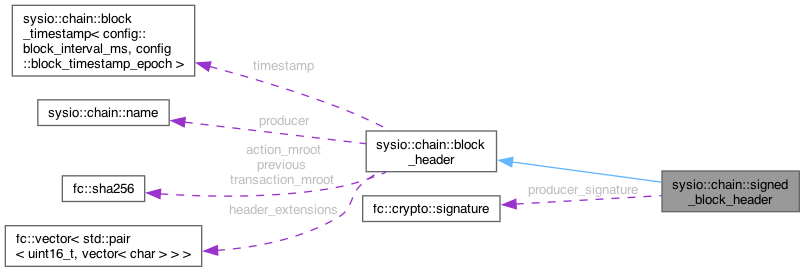 sysio::chain::block
_timestamp< config::
block_interval_ms, config
::block_timestamp_epoch >
timestamp
sysio::chain::name
producer
sysio::chain::block
_header
action_mroot
previous
transaction_mroot
fc::sha256
header_extensions
fc::vector< std::pair
< uint16_t, vector< char > > >
fc::crypto::signature
producer_signature
sysio::chain::signed
_block_header